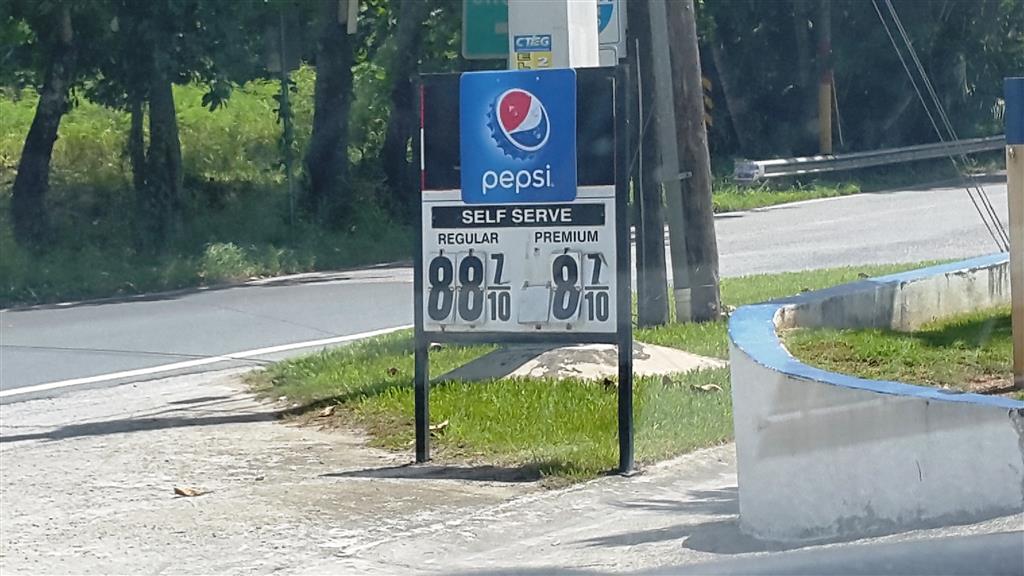 CTEG
pepsi
SELF SERVE
REGULAR PREMIUM
88 7/10 8 7/10